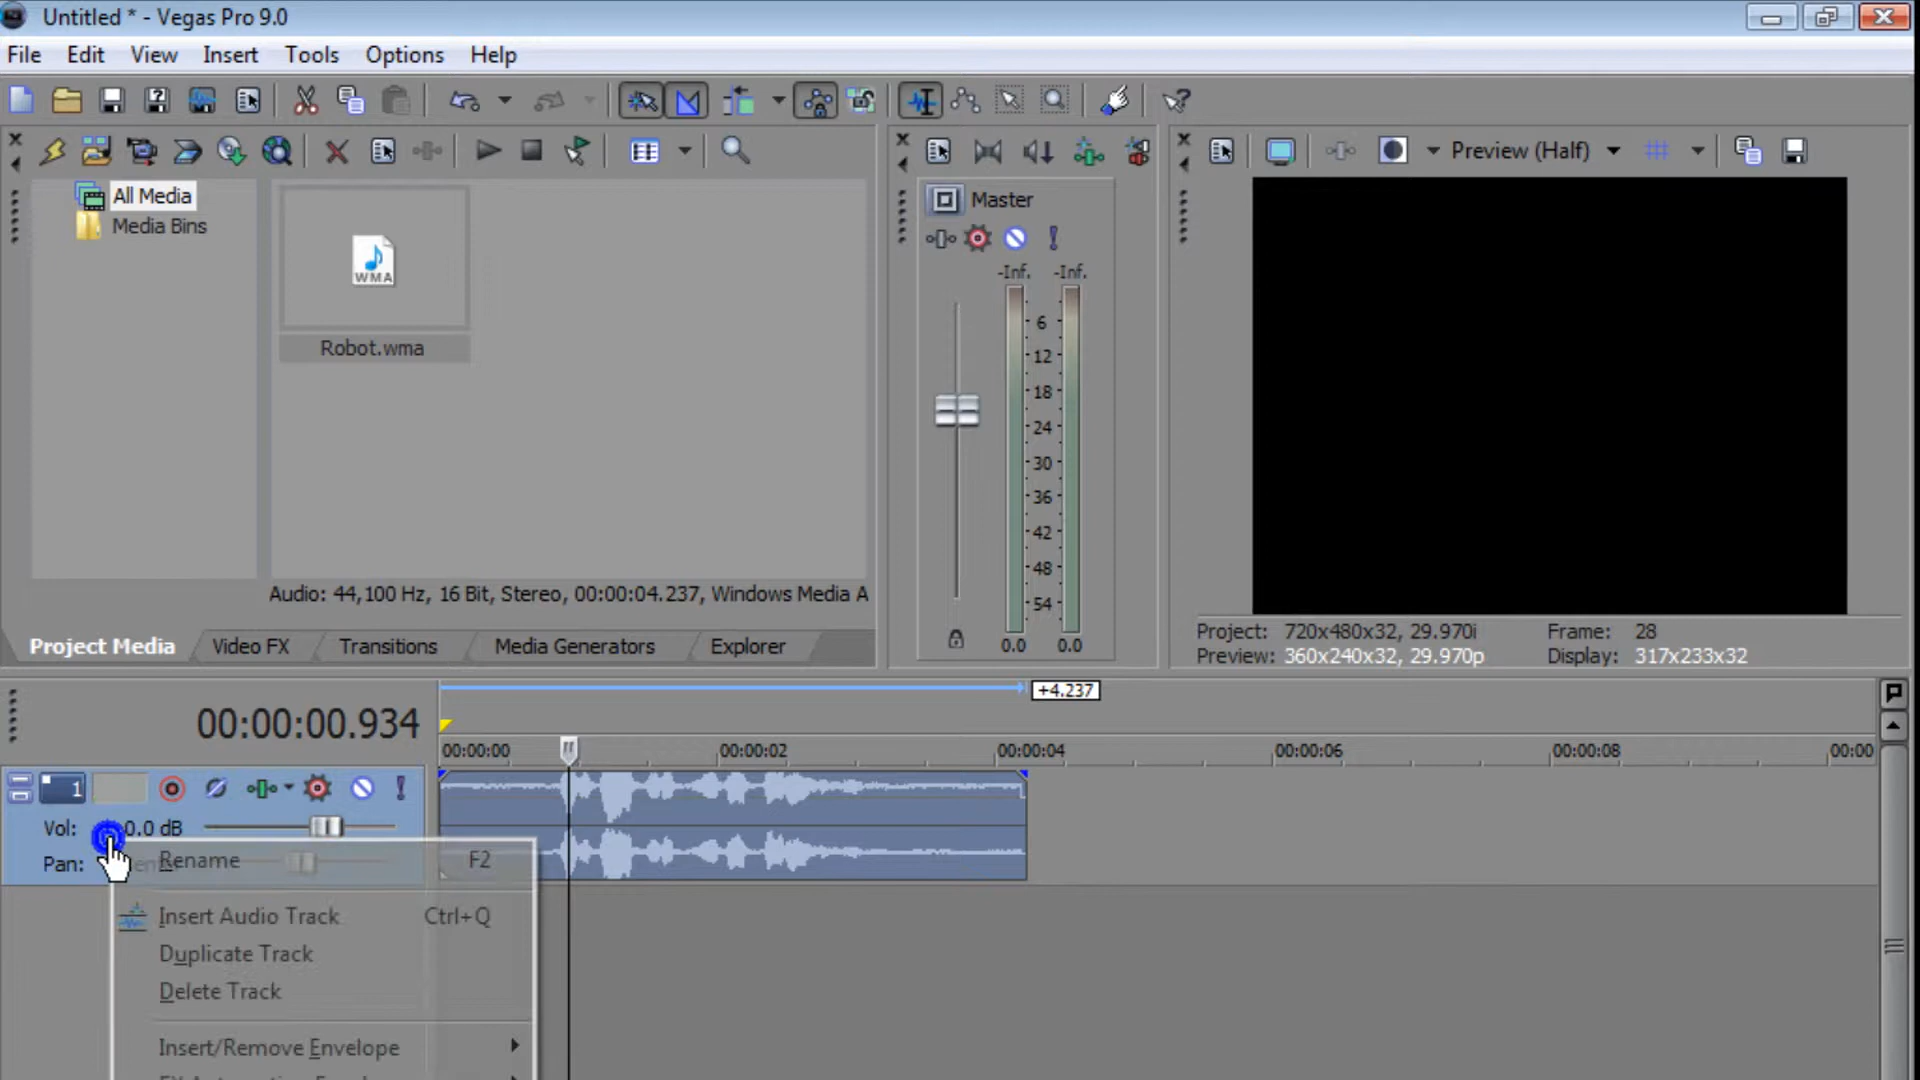 Untitled * - Vegas Pro 9.0
File Edit View Insert Tools Options Help
Preview (Half)
All Media
Media Bins
WMA
Robot.wma
Master
-Inf. -Inf.
6
12
18
24
30
36
42
48
54
0.0 0.0
Audio: 44,100 Hz, 16 Bit, Stereo, 00:00:04.237, Windows Media A
Project Media Video FX Transitions Media Generators Explorer
Project: 720x480x32, 29.970i Frame: 28
Preview: 360x240x32, 29.970p Display: 317x233x32
+4.237
00:00:00.934
00:00:00 00:00:02 00:00:04 00:00:06 00:00:08 00:00
1
Vol: 0.0 dB
Pan:
Rename F2
Insert Audio Track Ctrl+Q
Duplicate Track
Delete Track
Insert/Remove Envelope